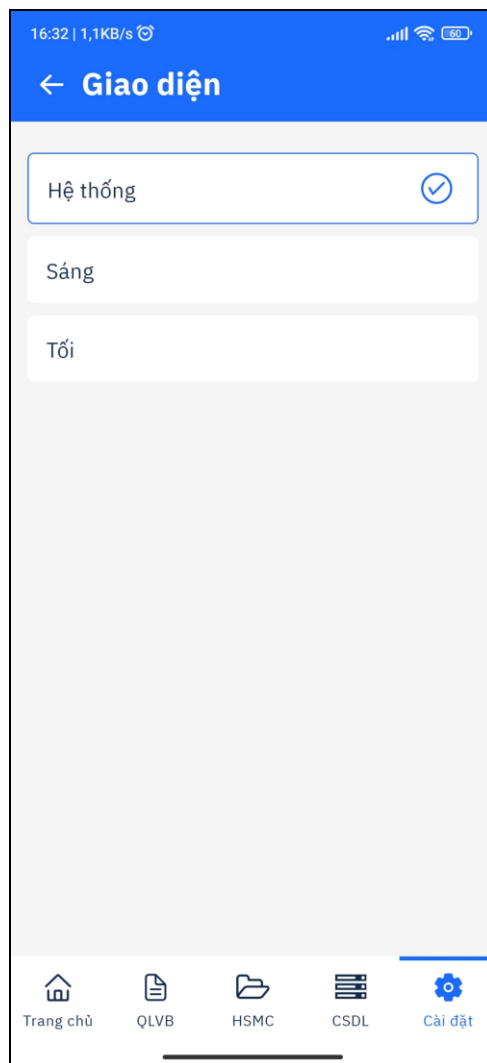 16:32 | 1,1KB/s
60
Giao diện
Hệ thống
Sáng
Tối
Trang chủ
QLVB
HSMC
CSDL
Cài đặt